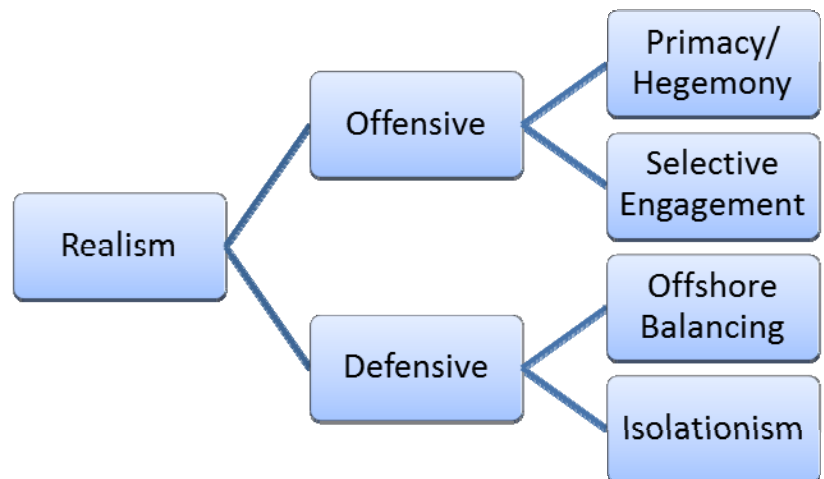 Realism
Offensive
Primacy/
Hegemony
Selective
Engagement
Defensive
Offshore
Balancing
Isolationism